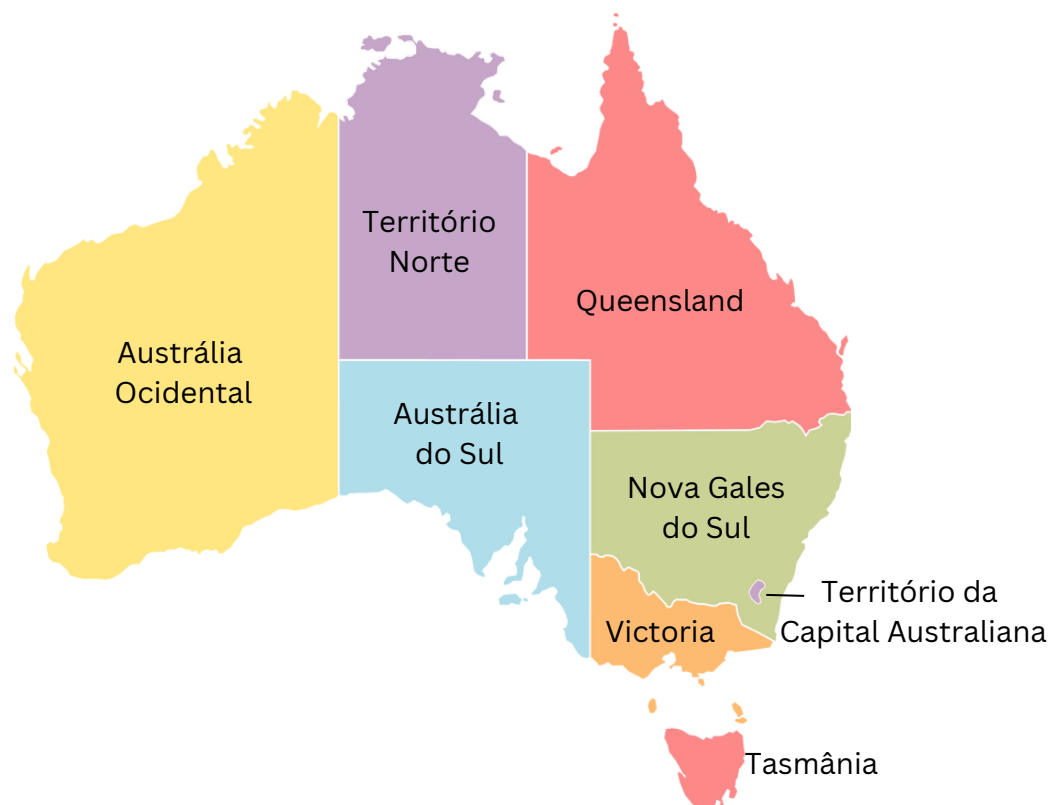 Território
Norte
Queensland
Austrália
Ocidental
Austrália
do Sul
Nova Gales
do Sul
Território da
Capital Australiana
Victoria
Tasmânia